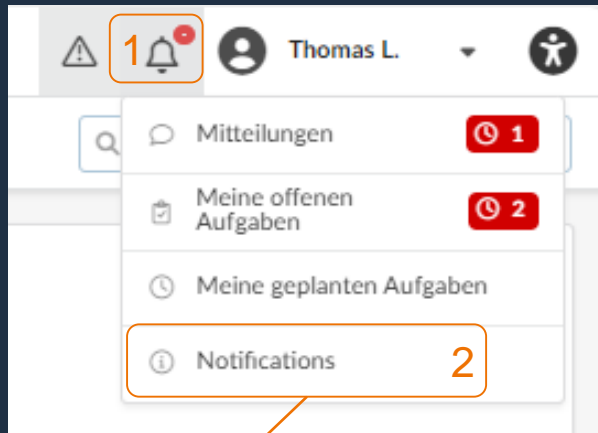 1
Thomas L.
Mitteilungen
1
Meine offenen
Aufgaben
2
Meine geplanten Aufgaben
Notifications
2